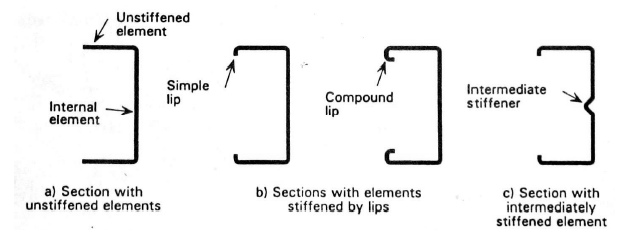 Unstiffened
element
Internal
element
Simple
lip
Compound
lip
Intermediate
stiffener
a) Section with
unstiffened elements
b) Sections with elements
stiffened by lips
c) Section with
intermediately
stiffened element